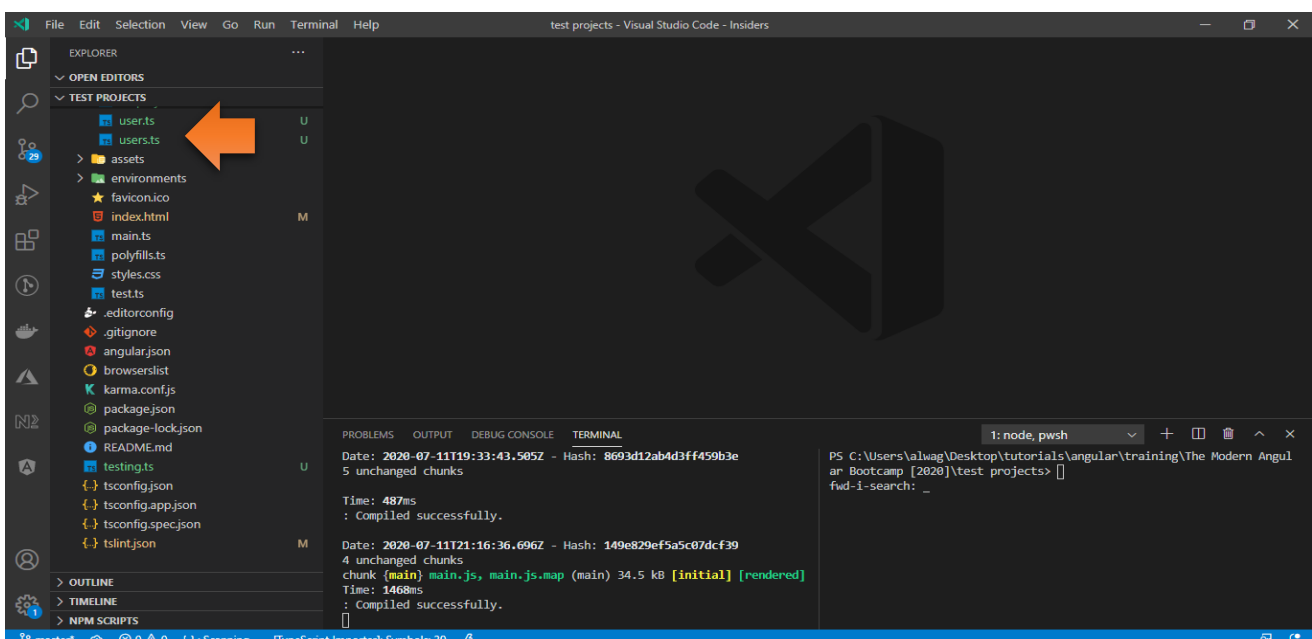 File Edit Selection View Go Run Terminal Help
test projects - Visual Studio Code - Insiders
EXPLORER
OPEN EDITORS
TEST PROJECTS
user.ts U
users.ts U
assets
environments
favicon.ico
index.html M
main.ts
polyfills.ts
styles.css
test.ts
.editorconfig
.gitignore
angular.json
browserslist
karma.conf.js
package.json
package-lock.json
README.md
testing.ts U
tsconfig.json
tsconfig.app.json
tsconfig.spec.json
tslint.json M
OUTLINE
TIMELINE
NPM SCRIPTS
29
1
PROBLEMS OUTPUT DEBUG CONSOLE TERMINAL
1: node, pwsh
Date: 2020-07-11T19:33:43.505Z - Hash: 8693d12ab4d3ff459b3e
5 unchanged chunks
Time: 487ms
: Compiled successfully.
Date: 2020-07-11T21:16:36.696Z - Hash: 149e829ef5a5c07dcf39
4 unchanged chunks
chunk {main} main.js, main.js.map (main) 34.5 kB [initial] [rendered]
Time: 1468ms
: Compiled successfully.
PS C:\Users\alwag\Desktop\tutorials\angular\training\The Modern Angul
ar Bootcamp [2020]\test projects>
fwd-i-search: _